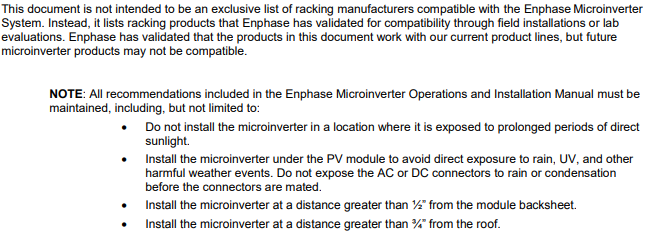 This document is not intended to be an exclusive list of racking manufacturers compatible with the Enphase Microinverter
System. Instead, it lists racking products that Enphase has validated for compatibility through field installations or lab
evaluations. Enphase has validated that the products in this document work with our current product lines, but future
microinverter products may not be compatible.
NOTE: All recommendations included in the Enphase Microinverter Operations and Installation Manual must be
maintained, including, but not limited to:
• Do not install the microinverter in a location where it is exposed to prolonged periods of direct
sunlight.
• Install the microinverter under the PV module to avoid direct exposure to rain, UV, and other
harmful weather events. Do not expose the AC or DC connectors to rain or condensation
before the connectors are mated.
• Install the microinverter at a distance greater than ½” from the module backsheet.
• Install the microinverter at a distance greater than ¾” from the roof.